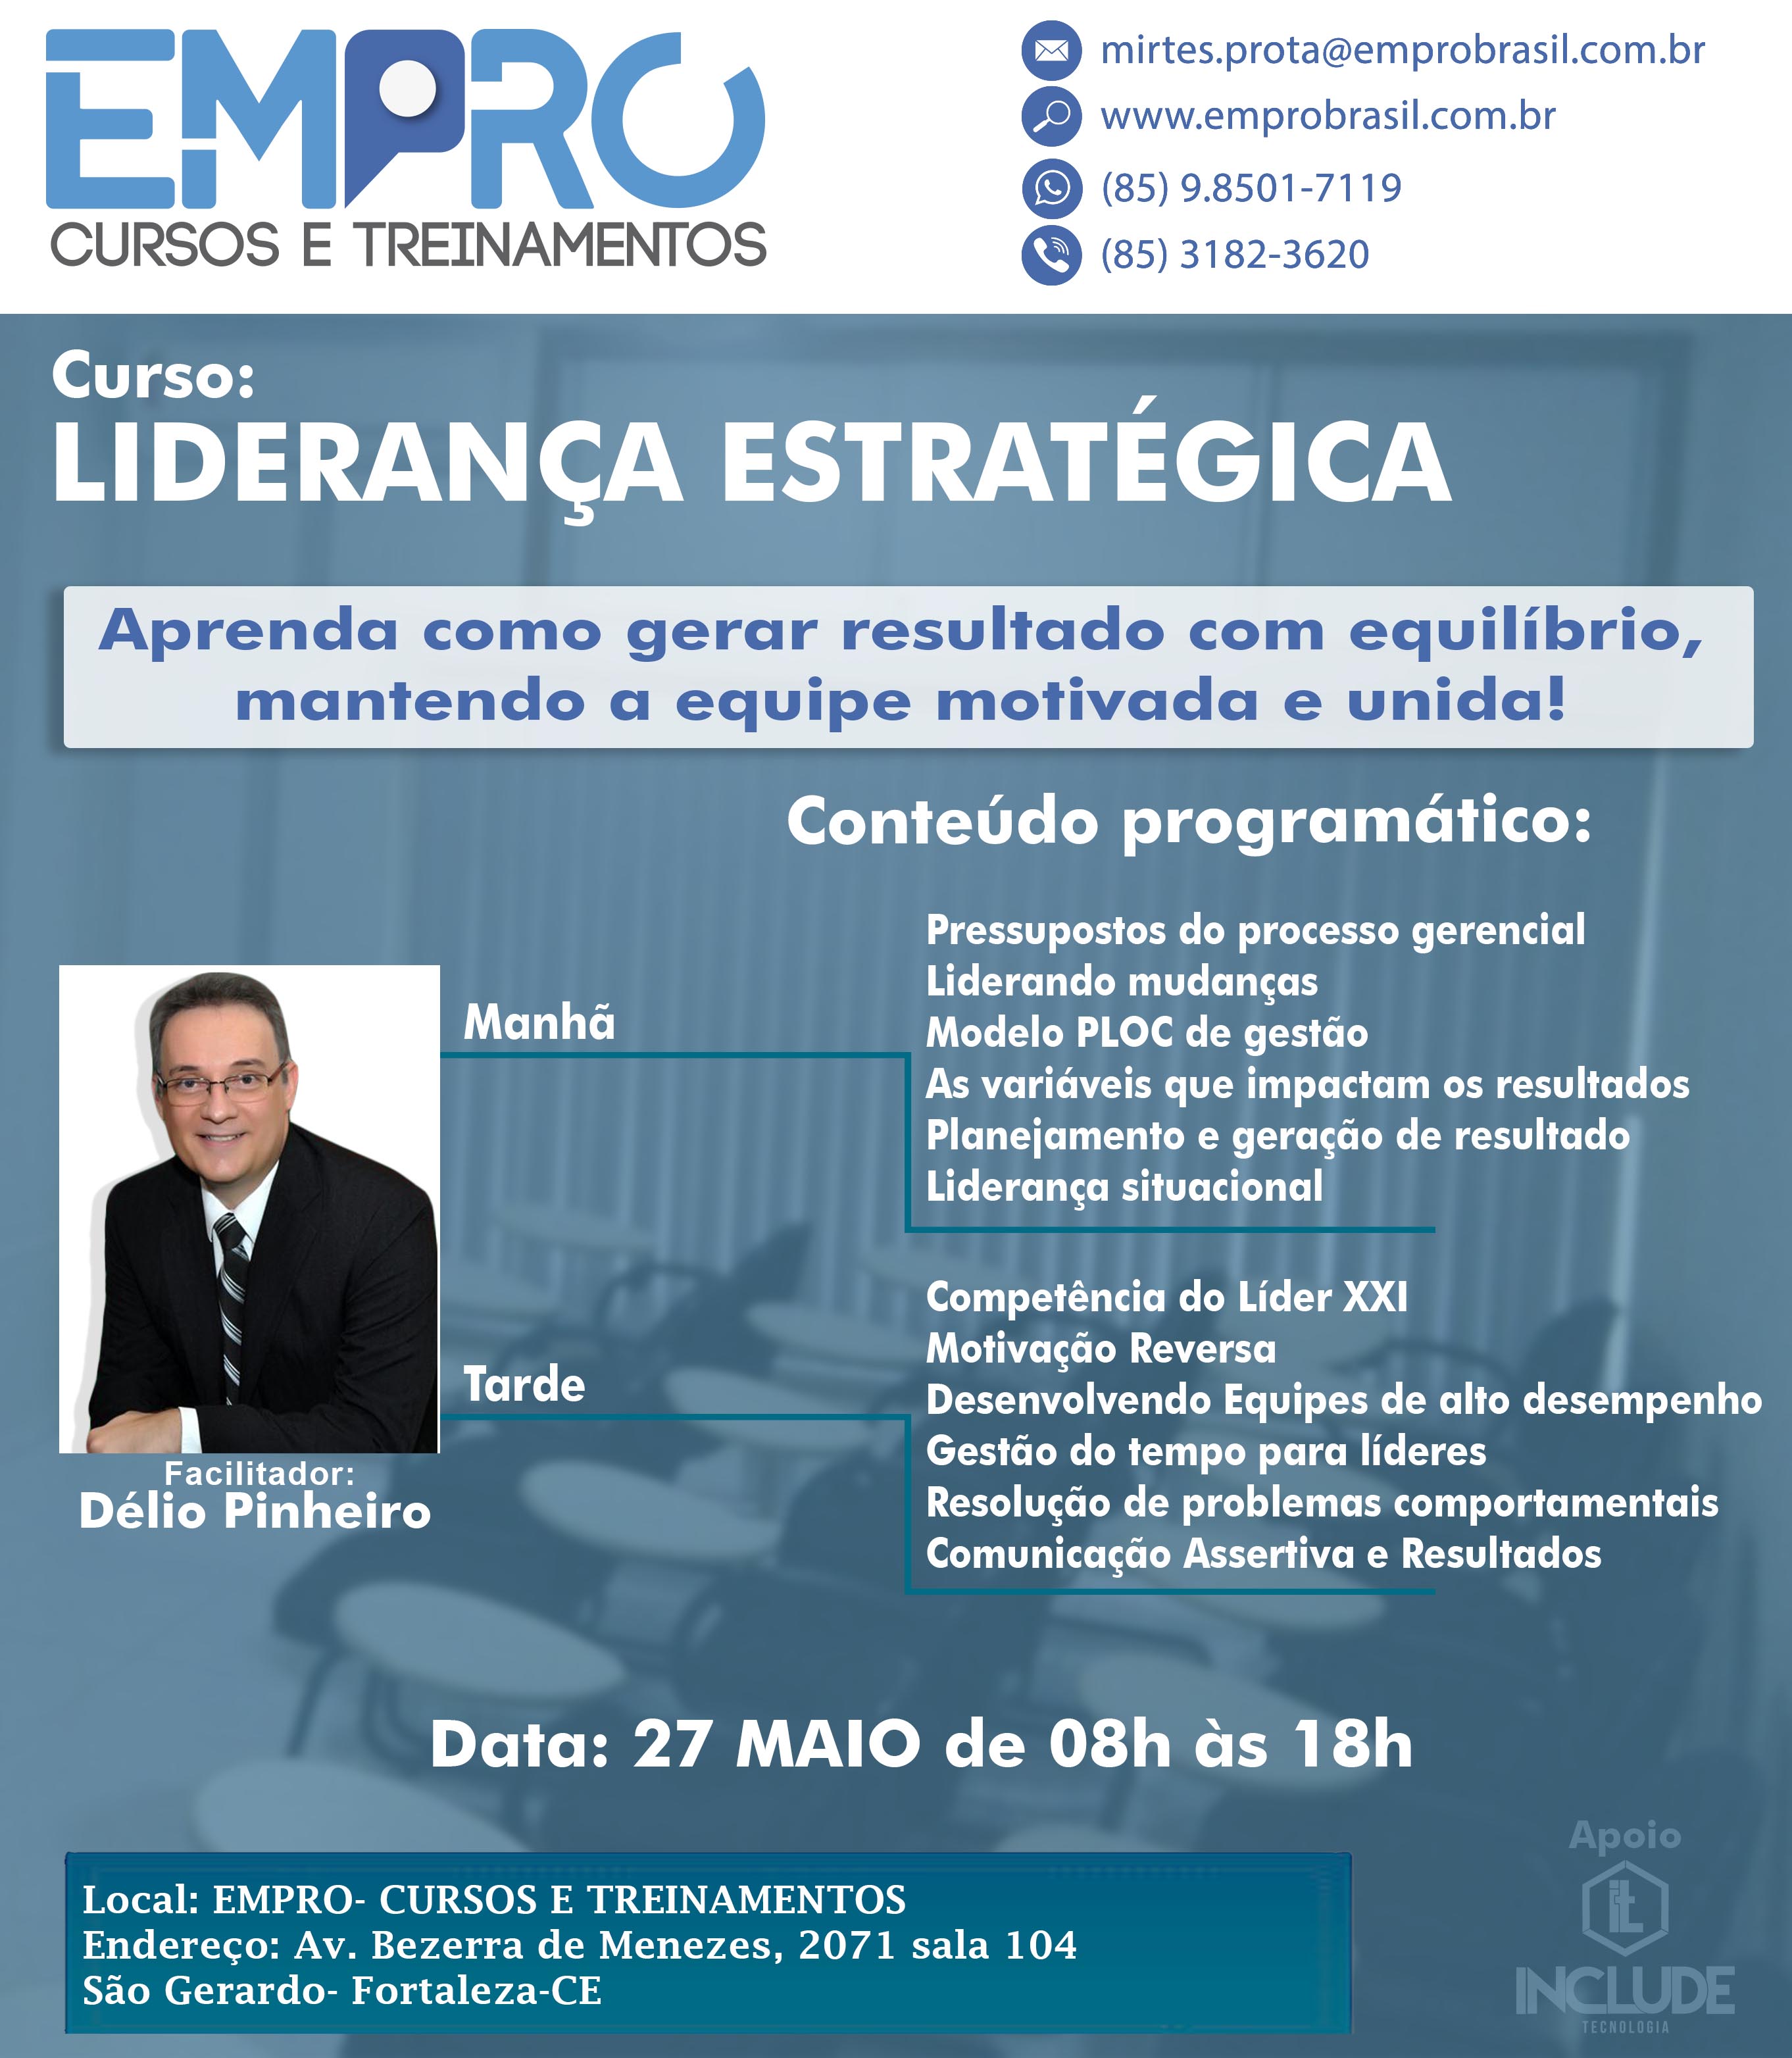 EMPRO
CURSOS E TREINAMENTOS
mirtes.prota@emprobrasil.com.br
www.emprobrasil.com.br
(85) 9.8501-7119
(85) 3182-3620
Curso:
LIDERANÇA ESTRATÉGICA
Aprenda como gerar resultado com equilíbrio,
mantendo a equipe motivada e unida!
Conteúdo programático:
Manhã
Pressupostos do processo gerencial
Liderando mudanças
Modelo PLOC de gestão
As variáveis que impactam os resultados
Planejamento e geração de resultado
Liderança situacional
Tarde
Competência do Líder XXI
Motivação Reversa
Desenvolvendo Equipes de alto desempenho
Gestão do tempo para líderes
Resolução de problemas comportamentais
Comunicação Assertiva e Resultados
Facilitador:
Délio Pinheiro
Data: 27 MAIO de 08h às 18h
Local: EMPRO- CURSOS E TREINAMENTOS
Endereço: Av. Bezerra de Menezes, 2071 sala 104
São Gerardo- Fortaleza-CE
Apoio
INCLUDE
TECNOLOGIA